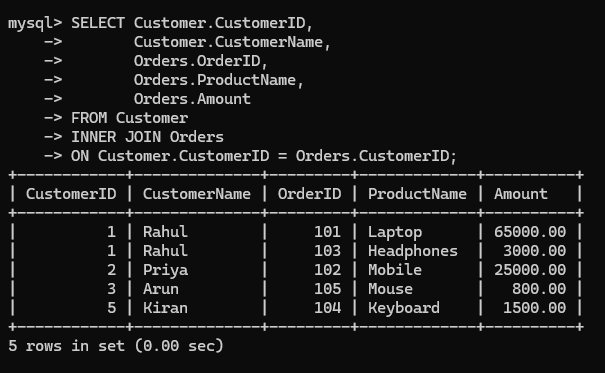 mysql> SELECT Customer.CustomerID,
    ->        Customer.CustomerName,
    ->        Orders.OrderID,
    ->        Orders.ProductName,
    ->        Orders.Amount
    -> FROM Customer
    -> INNER JOIN Orders
    -> ON Customer.CustomerID = Orders.CustomerID;
+------------+--------------+---------+-------------+----------+
| CustomerID | CustomerName | OrderID | ProductName | Amount   |
+------------+--------------+---------+-------------+----------+
|          1 | Rahul        |     101 | Laptop      | 65000.00 |
|          1 | Rahul        |     103 | Headphones  |  3000.00 |
|          2 | Priya        |     102 | Mobile      | 25000.00 |
|          3 | Arun         |     105 | Mouse       |   800.00 |
|          5 | Kiran        |     104 | Keyboard    |  1500.00 |
+------------+--------------+---------+-------------+----------+
5 rows in set (0.00 sec)